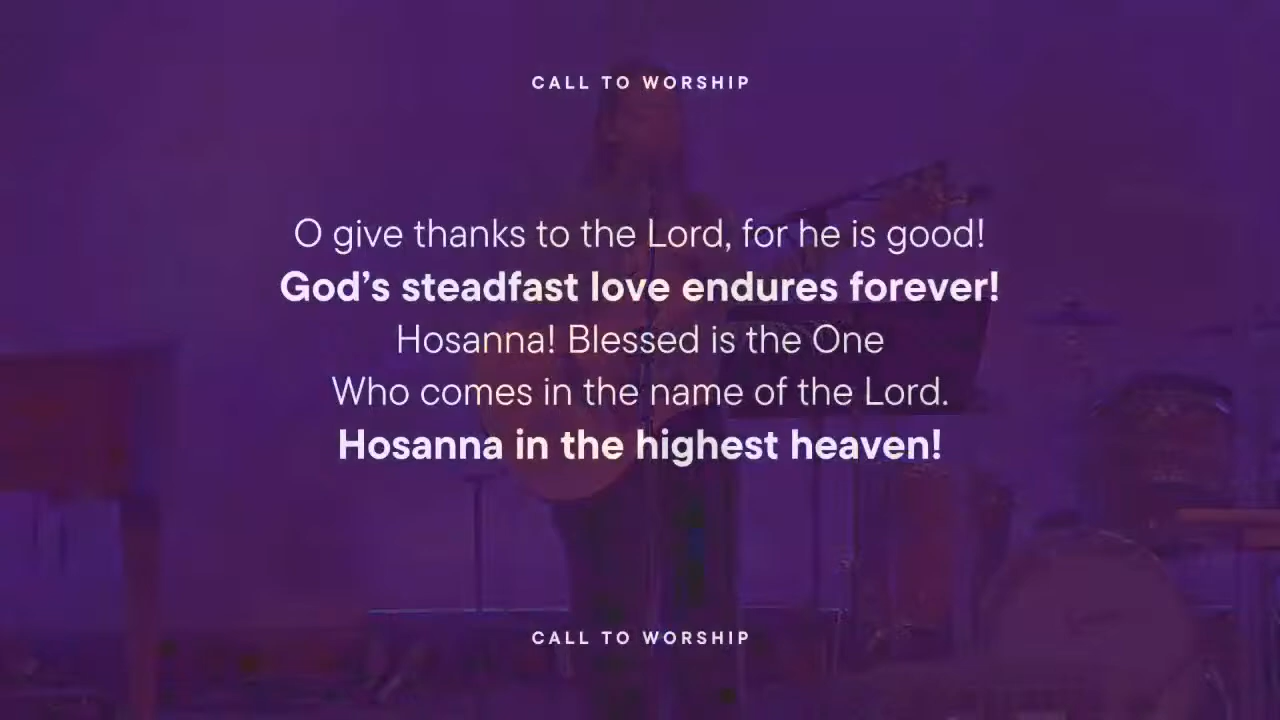 CALL TO WORSHIP
O give thanks to the Lord, for he is good!
God’s steadfast love endures forever!
Hosanna! Blessed is the One
Who comes in the name of the Lord.
Hosanna in the highest heaven!
CALL TO WORSHIP